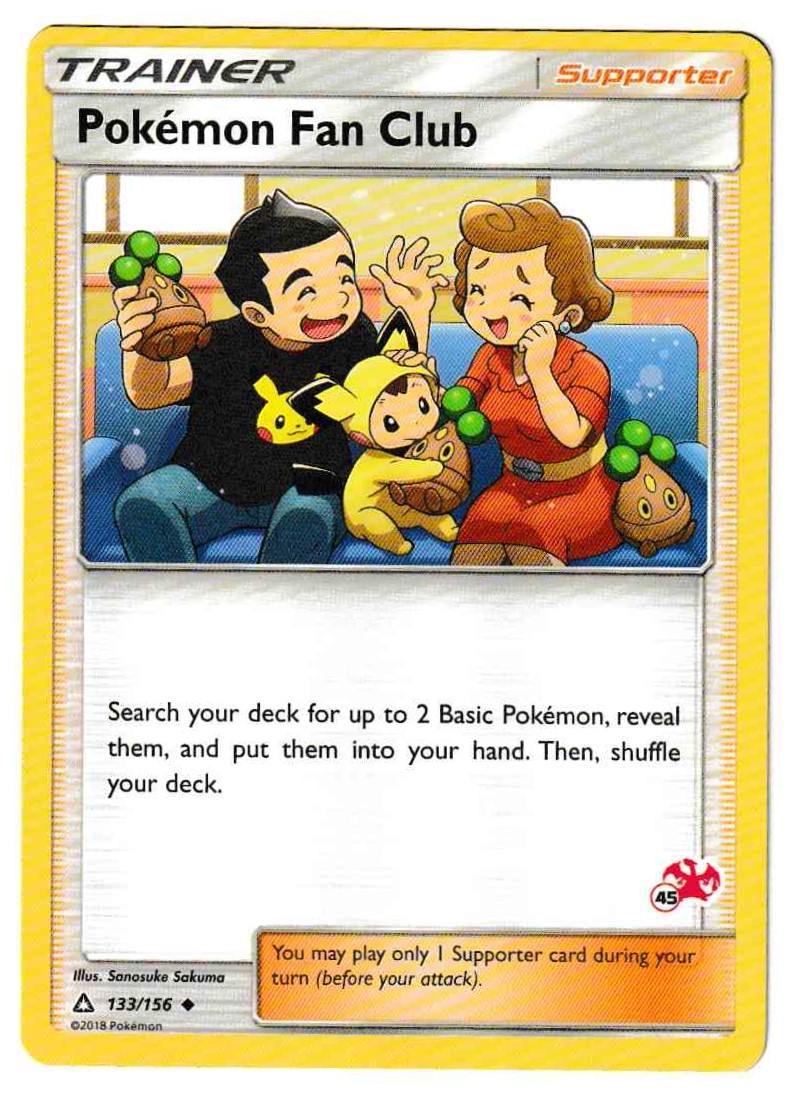 TRAINER
Supporter
Pokémon Fan Club
Search your deck for up to 2 Basic Pokémon, reveal
them, and put them into your hand. Then, shuffle
your deck.
45
You may play only 1 Supporter card during your
turn (before your attack).
Illus. Sanosuke Sakuma
133/156
©2018 Pokémon